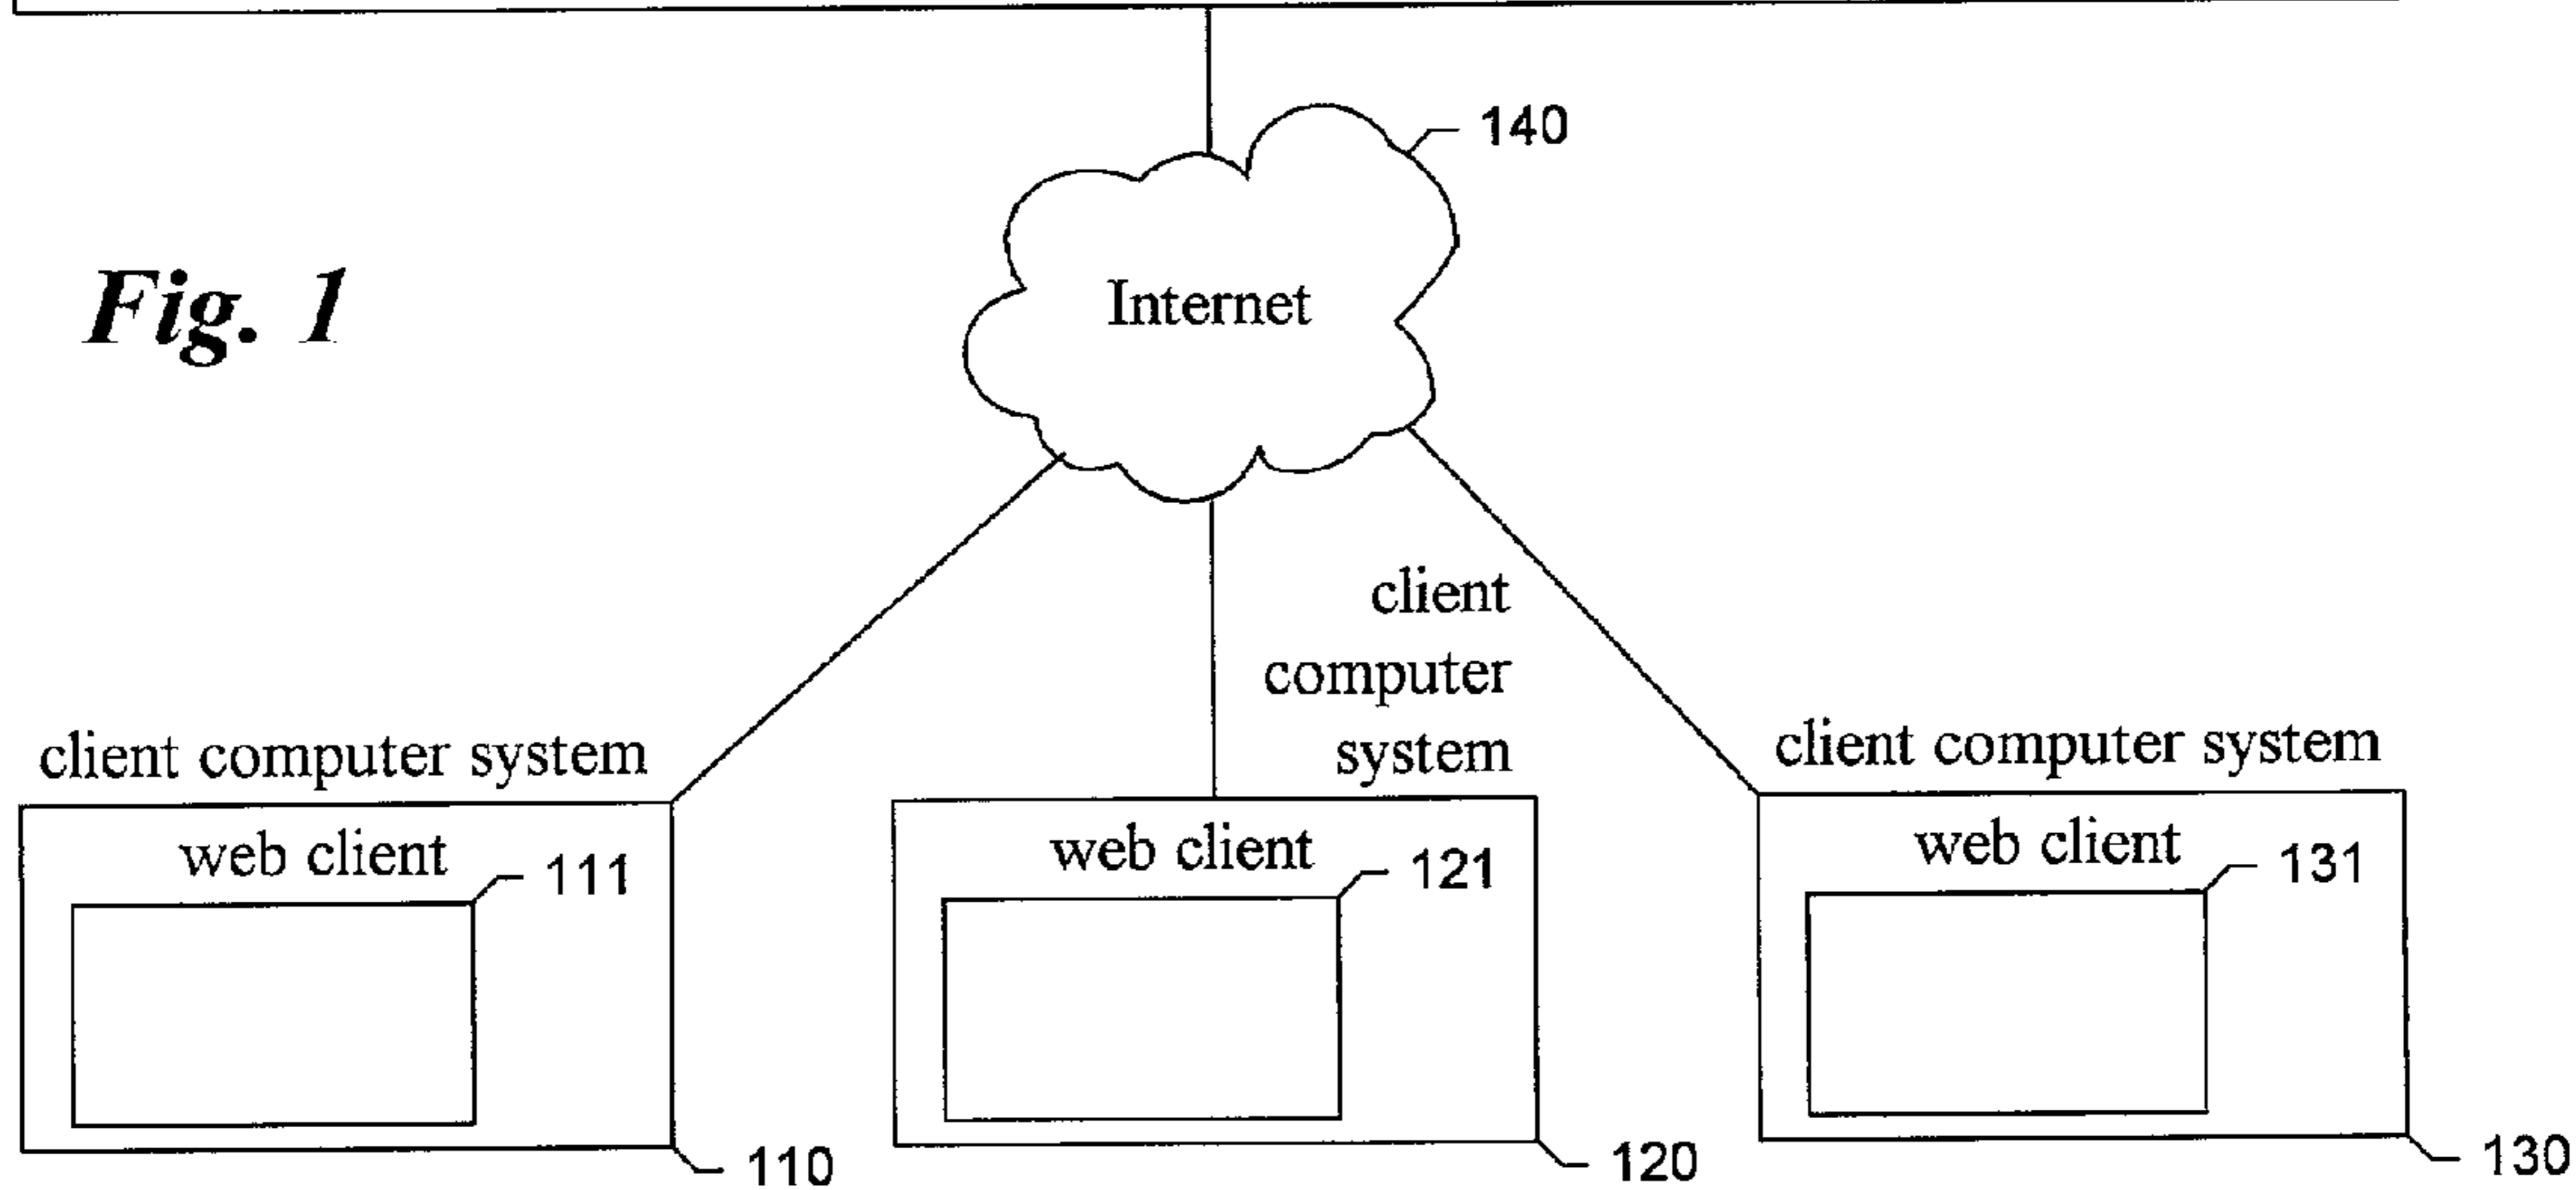 140
Fig. 1
Internet
client
computer
system
client computer system
client computer system
web client
111
web client
121
web client
131
110
120
130